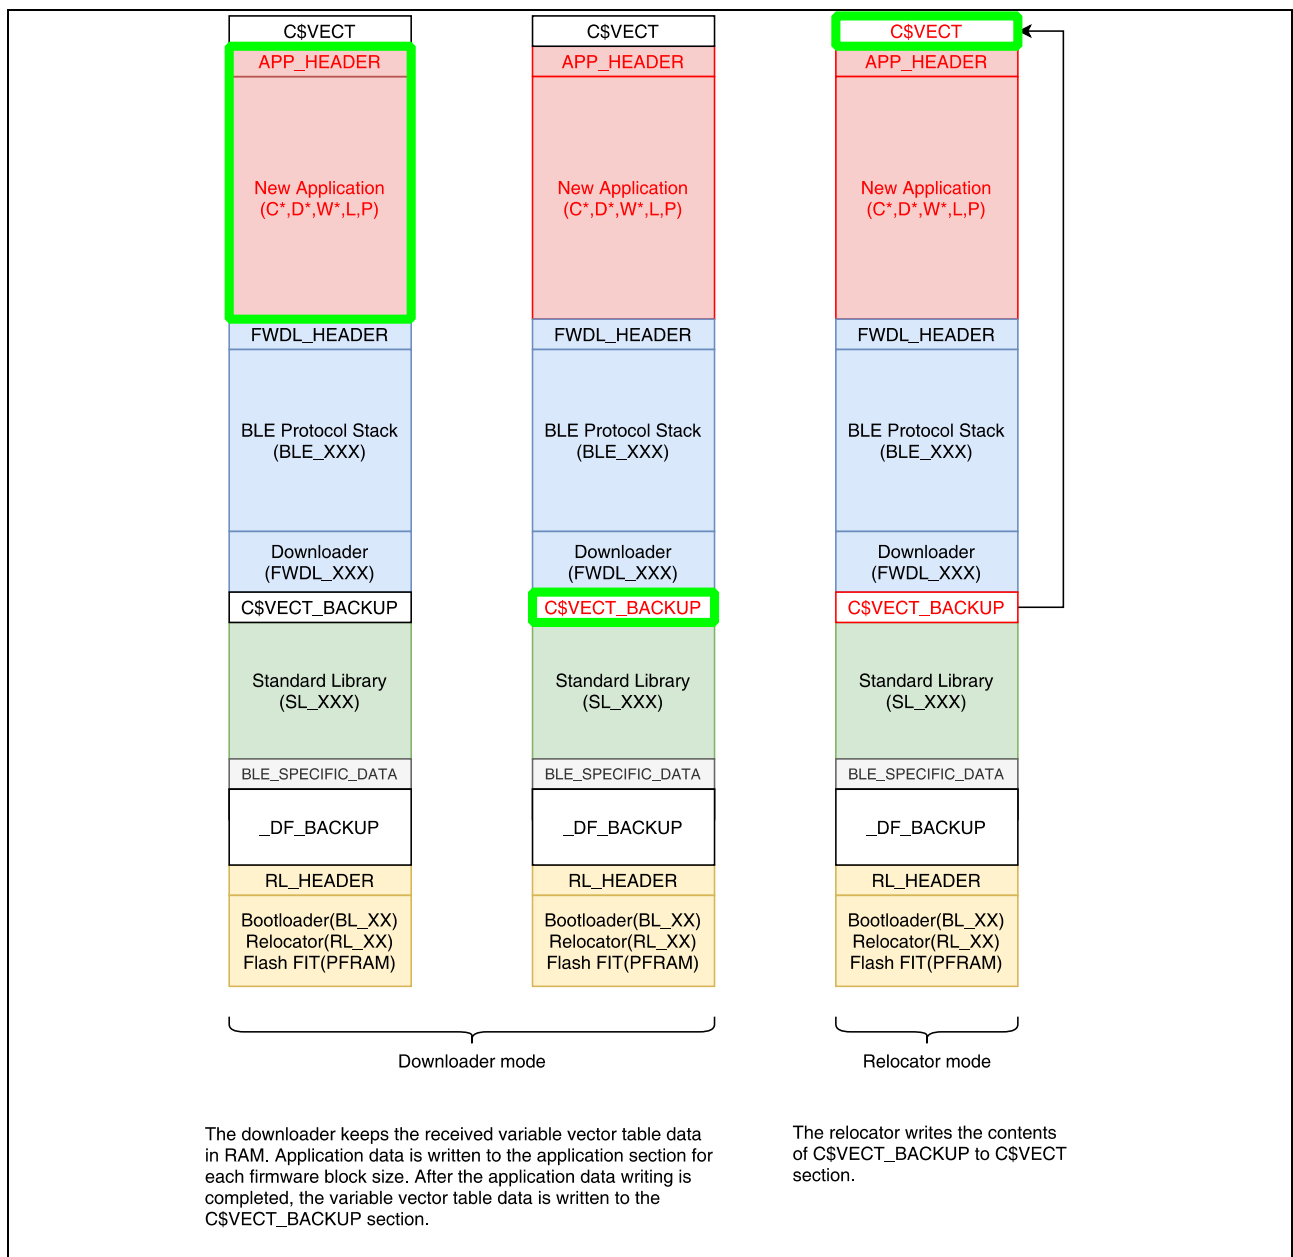 C$VECT
APP_HEADER
New Application
(C*,D*,W*,L,P)
FWDL_HEADER
BLE Protocol Stack
(BLE_XXX)
Downloader
(FWDL_XXX)
C$VECT_BACKUP
Standard Library
(SL_XXX)
BLE_SPECIFIC_DATA
_DF_BACKUP
RL_HEADER
Bootloader(BL_XX)
Relocator(RL_XX)
Flash FIT(PFRAM)
C$VECT
APP_HEADER
New Application
(C*,D*,W*,L,P)
FWDL_HEADER
BLE Protocol Stack
(BLE_XXX)
Downloader
(FWDL_XXX)
C$VECT_BACKUP
Standard Library
(SL_XXX)
BLE_SPECIFIC_DATA
_DF_BACKUP
RL_HEADER
Bootloader(BL_XX)
Relocator(RL_XX)
Flash FIT(PFRAM)
C$VECT
APP_HEADER
New Application
(C*,D*,W*,L,P)
FWDL_HEADER
BLE Protocol Stack
(BLE_XXX)
Downloader
(FWDL_XXX)
C$VECT_BACKUP
Standard Library
(SL_XXX)
BLE_SPECIFIC_DATA
_DF_BACKUP
RL_HEADER
Bootloader(BL_XX)
Relocator(RL_XX)
Flash FIT(PFRAM)
Downloader mode
Relocator mode
The downloader keeps the received variable vector table data
in RAM. Application data is written to the application section for
each firmware block size. After the application data writing is
completed, the variable vector table data is written to the
C$VECT_BACKUP section.
The relocator writes the contents
of C$VECT_BACKUP to C$VECT
section.